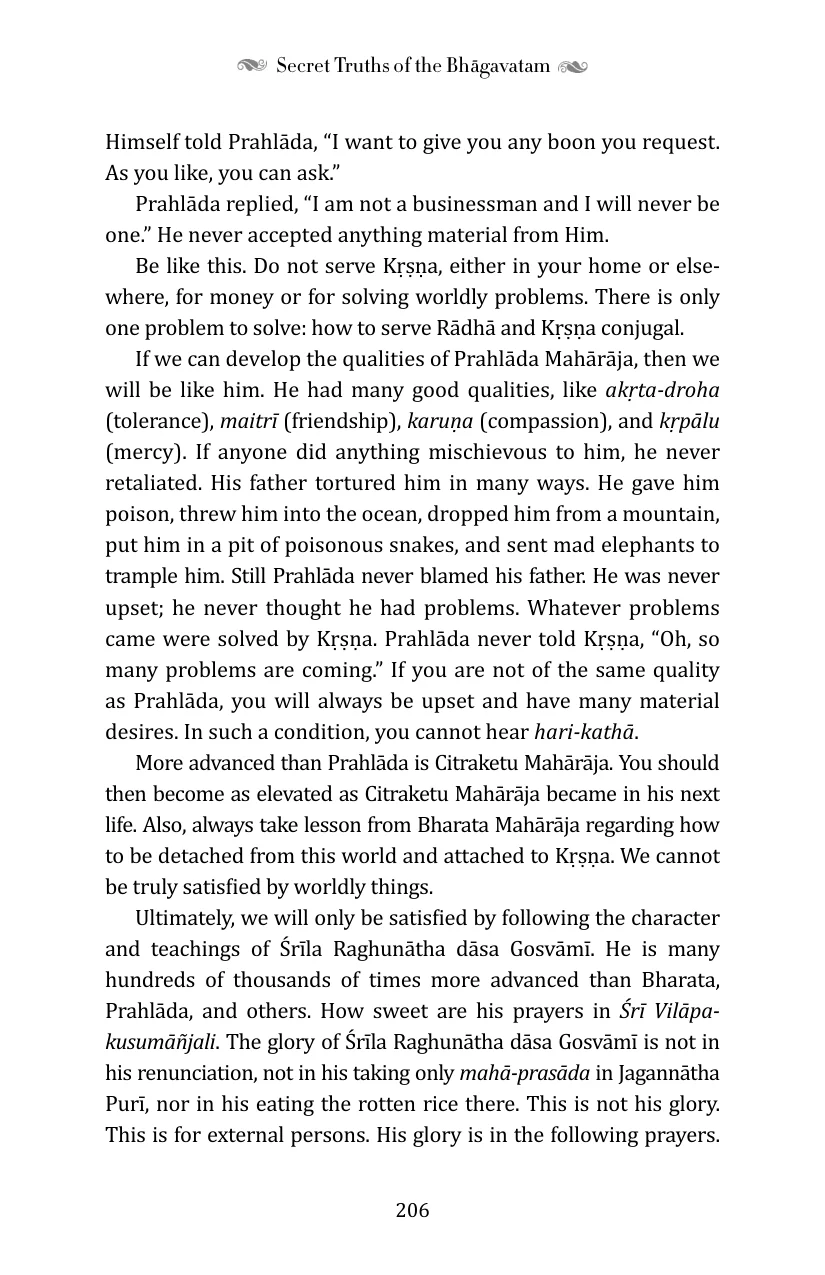 Secret Truths of the Bhāgavatam
Himself told Prahlāda, “I want to give you any boon you request.
As you like, you can ask.”
Prahlāda replied, “I am not a businessman and I will never be
one.” He never accepted anything material from Him.
Be like this. Do not serve Kṛṣṇa, either in your home or else-
where, for money or for solving worldly problems. There is only
one problem to solve: how to serve Rādhā and Kṛṣṇa conjugal.
If we can develop the qualities of Prahlāda Mahārāja, then we
will be like him. He had many good qualities, like akṛta-droha
(tolerance), maitrī (friendship), karuṇa (compassion), and kṛpālu
(mercy). If anyone did anything mischievous to him, he never
retaliated. His father tortured him in many ways. He gave him
poison, threw him into the ocean, dropped him from a mountain,
put him in a pit of poisonous snakes, and sent mad elephants to
trample him. Still Prahlāda never blamed his father. He was never
upset; he never thought he had problems. Whatever problems
came were solved by Kṛṣṇa. Prahlāda never told Kṛṣṇa, “Oh, so
many problems are coming.” If you are not of the same quality
as Prahlāda, you will always be upset and have many material
desires. In such a condition, you cannot hear hari-kathā.
More advanced than Prahlāda is Citraketu Mahārāja. You should
then become as elevated as Citraketu Mahārāja became in his next
life. Also, always take lesson from Bharata Mahārāja regarding how
to be detached from this world and attached to Kṛṣṇa. We cannot
be truly satisfied by worldly things.
Ultimately, we will only be satisfied by following the character
and teachings of Śrīla Raghunātha dāsa Gosvāmī. He is many
hundreds of thousands of times more advanced than Bharata,
Prahlāda, and others. How sweet are his prayers in Śrī Vilāpa-
kusumāñjali. The glory of Śrīla Raghunātha dāsa Gosvāmī is not in
his renunciation, not in his taking only mahā-prasāda in Jagannātha
Purī, nor in his eating the rotten rice there. This is not his glory.
This is for external persons. His glory is in the following prayers.
206